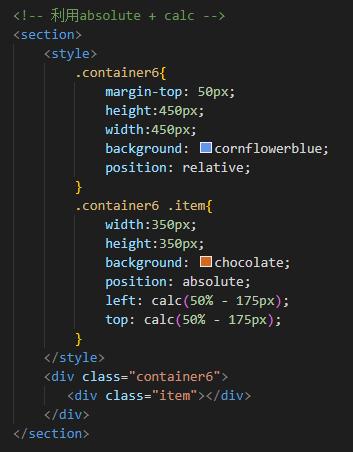 <!-- 利用absolute + calc -->
<section>
    <style>
        .container6{
            margin-top: 50px;
            height:450px;
            width:450px;
            background: cornflowerblue;
            position: relative;
        }
        .container6 .item{
            width:350px;
            height:350px;
            background: chocolate;
            position: absolute;
            left: calc(50% - 175px);
            top: calc(50% - 175px);
        }
    </style>
    <div class="container6">
       <div class="item"></div>
    </div>
</section>